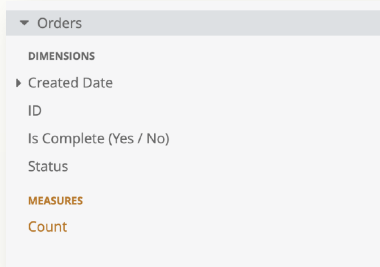 Orders
DIMENSIONS
Created Date
ID
Is Complete (Yes / No)
Status
MEASURES
Count